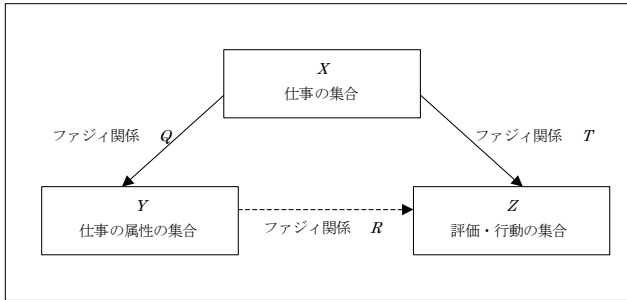 X
仕事の集合
ファジィ関係 Q
ファジィ関係 T
Y
仕事の属性の集合
ファジィ関係 R
Z
評価・行動の集合